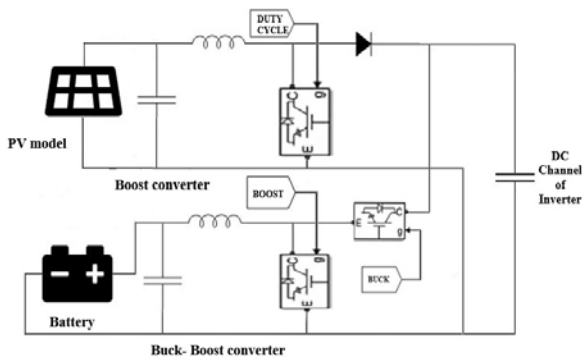 DUTY
CYCLE
C
g
E
PV model
Boost converter
DC
Channel
of
Inverter
BOOST
E
C
g
C
g
E
BUCK
Battery
Buck- Boost converter